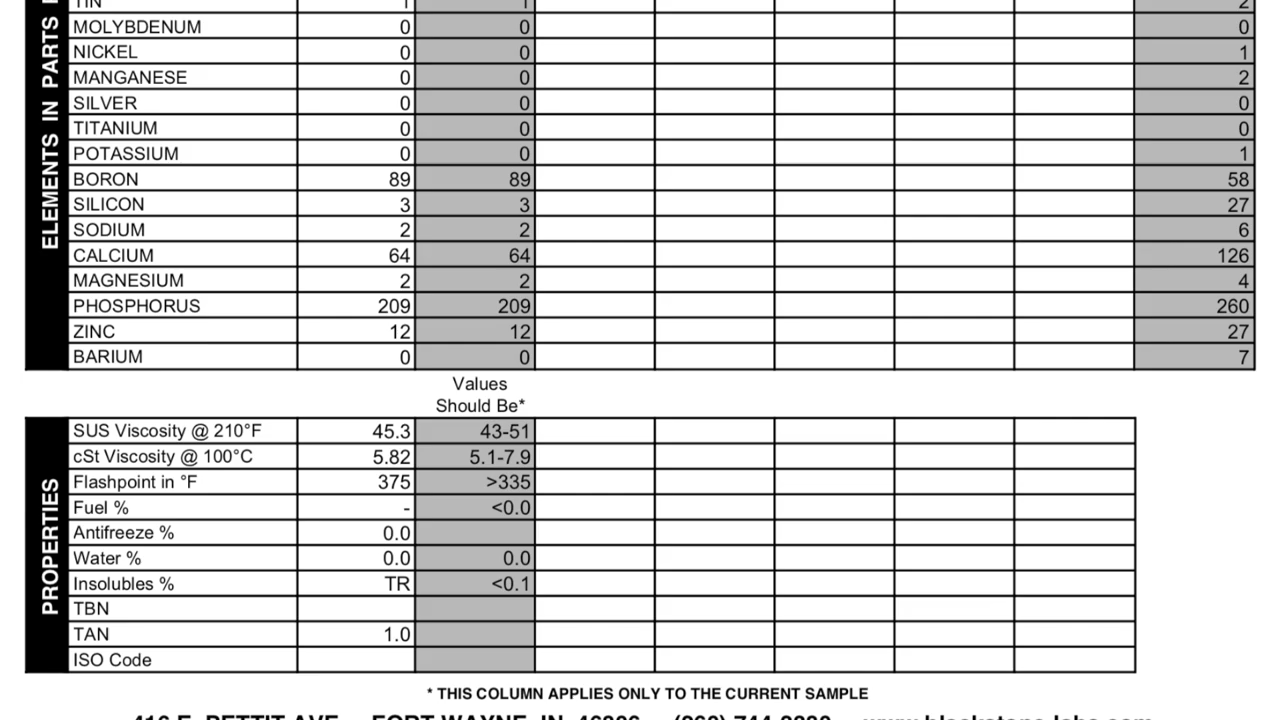 ELEMENTS IN PARTS
TIN 1 1 2
MOLYBDENUM 0 0 0
NICKEL 0 0 1
MANGANESE 0 0 2
SILVER 0 0 0
TITANIUM 0 0 0
POTASSIUM 0 0 1
BORON 89 89 58
SILICON 3 3 27
SODIUM 2 2 6
CALCIUM 64 64 126
MAGNESIUM 2 2 4
PHOSPHORUS 209 209 260
ZINC 12 12 27
BARIUM 0 0 7
Values
Should Be*
PROPERTIES
SUS Viscosity @ 210°F 45.3 43-51
cSt Viscosity @ 100°C 5.82 5.1-7.9
Flashpoint in °F 375 >335
Fuel % - <0.0
Antifreeze % 0.0
Water % 0.0 0.0
Insolubles % TR <0.1
TBN
TAN 1.0
ISO Code
* THIS COLUMN APPLIES ONLY TO THE CURRENT SAMPLE
416 E. PETTIT AVE. FORT WAYNE, IN 46806 www.blackstone-labs.com